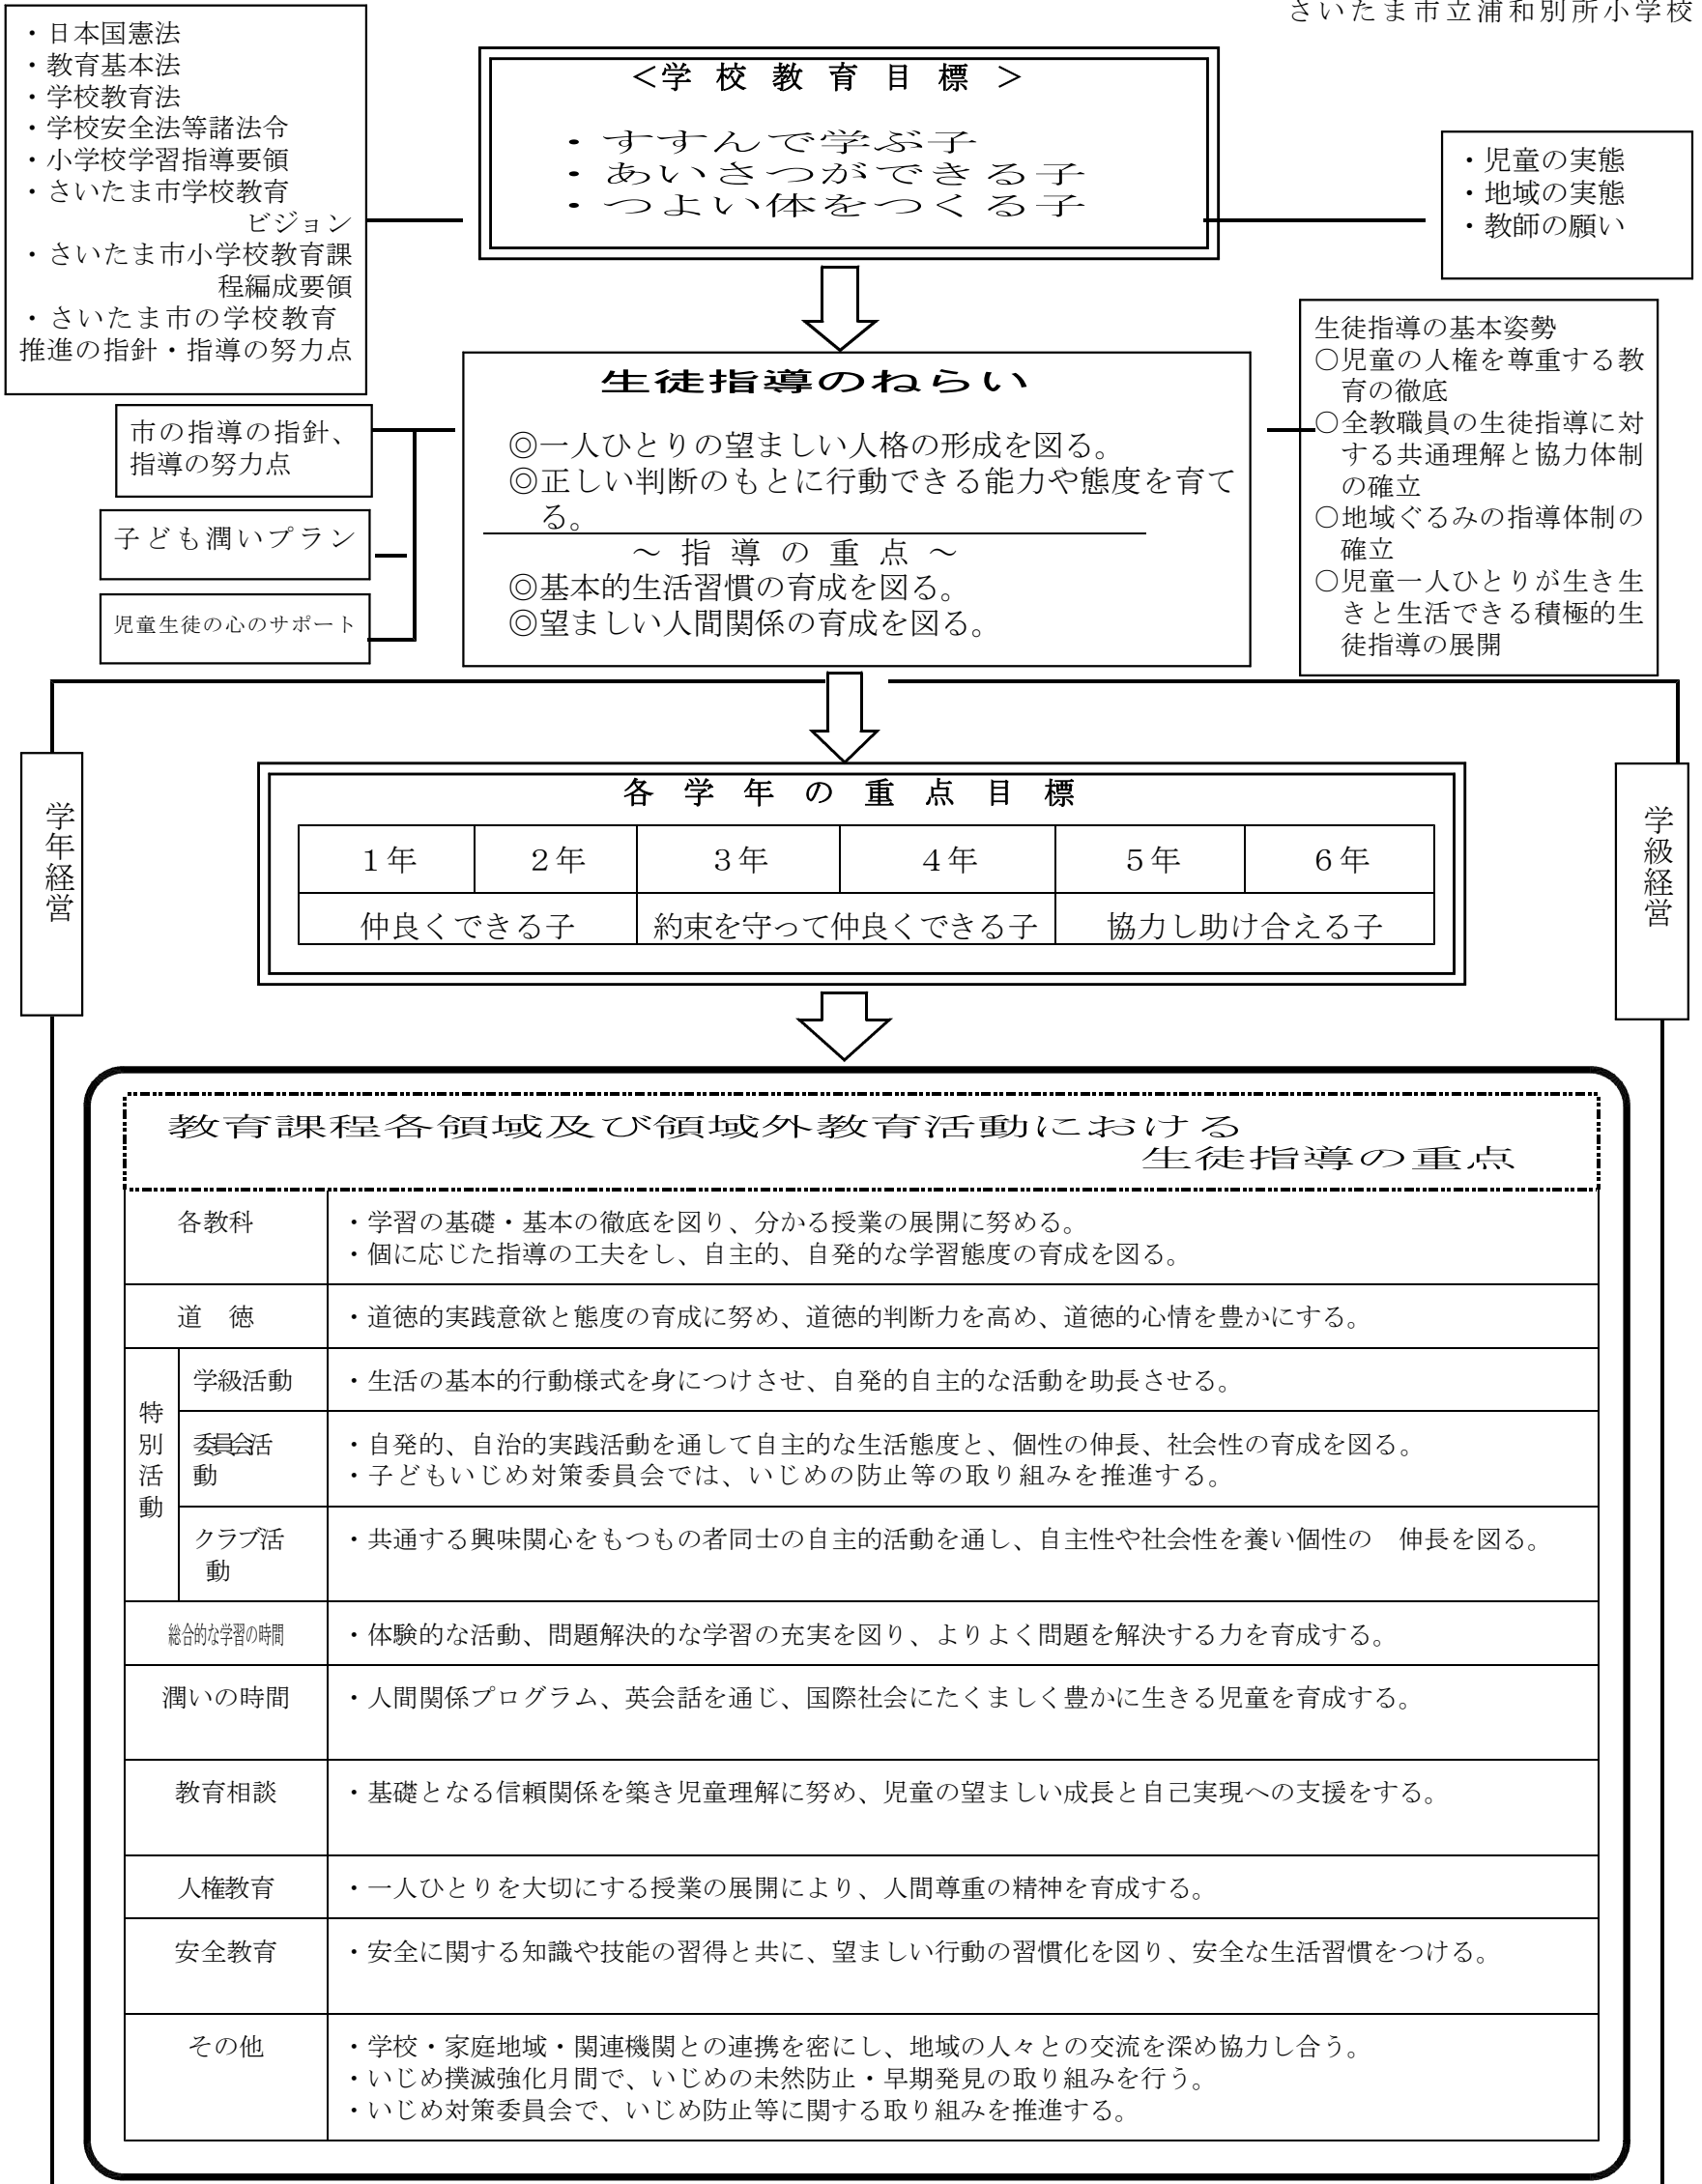 さいたま市立浦和別所小学校
・日本国憲法
・教育基本法
・学校教育法
・学校安全法等諸法令
・小学校学習指導要領
・さいたま市学校教育
ビジョン
・さいたま市小学校教育課
程編成要領
・さいたま市の学校教育
推進の指針・指導の努力点
＜学 校 教 育 目 標 ＞
・すすんで学ぶ子
・あいさつができる子
・つよい体をつくる子
・児童の実態
・地域の実態
・教師の願い
市の指導の指針、
指導の努力点
子ども潤いプラン
児童生徒の心のサポート
生徒指導のねらい
◎一人ひとりの望ましい人格の形成を図る。
◎正しい判断のもとに行動できる能力や態度を育て
る。
～ 指 導 の 重 点 ～
◎基本的生活習慣の育成を図る。
◎望ましい人間関係の育成を図る。
生徒指導の基本姿勢
○児童の人権を尊重する教
育の徹底
○全教職員の生徒指導に対
する共通理解と協力体制
の確立
○地域ぐるみの指導体制の
確立
○児童一人ひとりが生き生
きと生活できる積極的生
徒指導の展開
学年経営
学級経営
各 学 年 の 重 点 目 標
１年 ２年 ３年 ４年 ５年 ６年
仲良くできる子 約束を守って仲良くできる子 協力し助け合える子
教育課程各領域及び領域外教育活動における
生徒指導の重点
各教科
・学習の基礎・基本の徹底を図り、分かる授業の展開に努める。
・個に応じた指導の工夫をし、自主的、自発的な学習態度の育成を図る。
道 徳
・道徳的実践意欲と態度の育成に努め、道徳的判断力を高め、道徳的心情を豊かにする。
特別活動
学級活動
・生活の基本的行動様式を身につけさせ、自発的自主的な活動を助長させる。
委員会活
動
・自発的、自治的実践活動を通して自主的な生活態度と、個性の伸長、社会性の育成を図る。
・子どもいじめ対策委員会では、いじめの防止等の取り組みを推進する。
クラブ活
動
・共通する興味関心をもつもの者同士の自主的活動を通し、自主性や社会性を養い個性の　伸長を図る。
総合的な学習の時間
・体験的な活動、問題解決的な学習の充実を図り、よりよく問題を解決する力を育成する。
潤いの時間
・人間関係プログラム、英会話を通じ、国際社会にたくましく豊かに生きる児童を育成する。
教育相談
・基礎となる信頼関係を築き児童理解に努め、児童の望ましい成長と自己実現への支援をする。
人権教育
・一人ひとりを大切にする授業の展開により、人間尊重の精神を育成する。
安全教育
・安全に関する知識や技能の習得と共に、望ましい行動の習慣化を図り、安全な生活習慣をつける。
その他
・学校・家庭地域・関連機関との連携を密にし、地域の人々との交流を深め協力し合う。
・いじめ撲滅強化月間で、いじめの未然防止・早期発見の取り組みを行う。
・いじめ対策委員会で、いじめ防止等に関する取り組みを推進する。